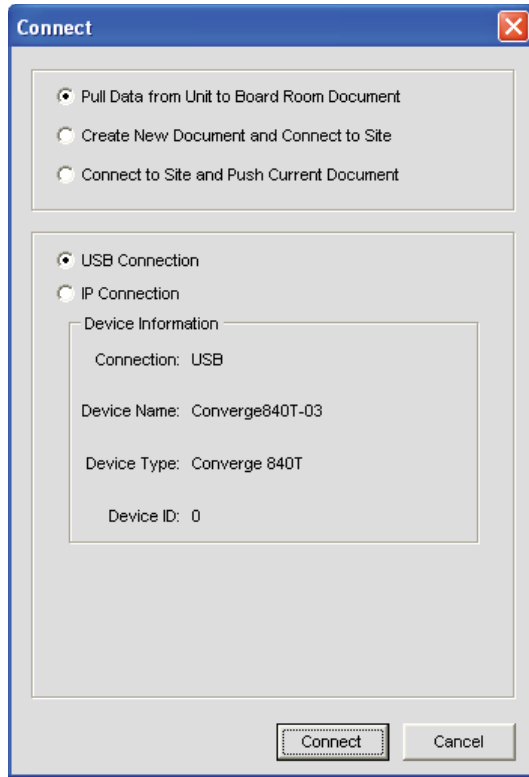 Connect
Pull Data from Unit to Board Room Document
Create New Document and Connect to Site
Connect to Site and Push Current Document
USB Connection
IP Connection
Device Information
Connection: USB
Device Name: Converge840T-03
Device Type: Converge 840T
Device ID: 0
Connect Cancel